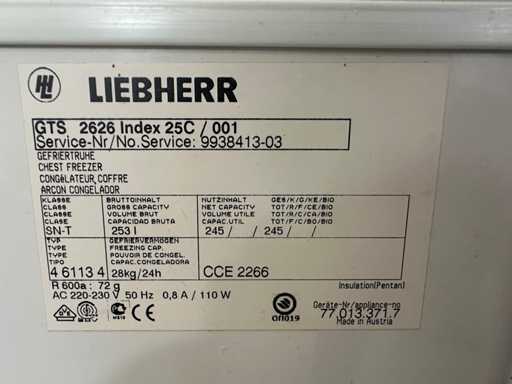 LIEBHERR
GTS 2626 Index 25C / 001
Service-Nr/No.Service: 9938413-03
GEFRIERTRUHE
CHEST FREEZER
CONGÉLATEUR COFFRE
ARCON CONGELADOR
KLASSE BRUTTOINHALT NUTZINHALT GES/K/G/KE/BIO
CLASS GROSS CAPACITY NET CAPACITY TOT/R/F/CE/BIO
CLASSE VOLUME BRUT VOLUME UTILE TOT/R/C/CA/BIO
CLASE CAPACIDAD BRUTA CAPAC.UTIL TOT/R/C/CF/BIO
SN-T 253 l 245 / / 245 / /
TYP GEFRIERVERMÖGEN
TYPE FREEZING CAP.
TYPE POUVOIR DE CONGEL.
TIPO CAPAC.CONGELADORA
4 6113 4 28kg/24h CCE 2266
R 600a : 72 g Insulation(Pentan)
AC 220-230 V 50 Hz 0,8 A / 110 W
Geräte-Nr/appliance-no
77.013.371.7
Made in Austria